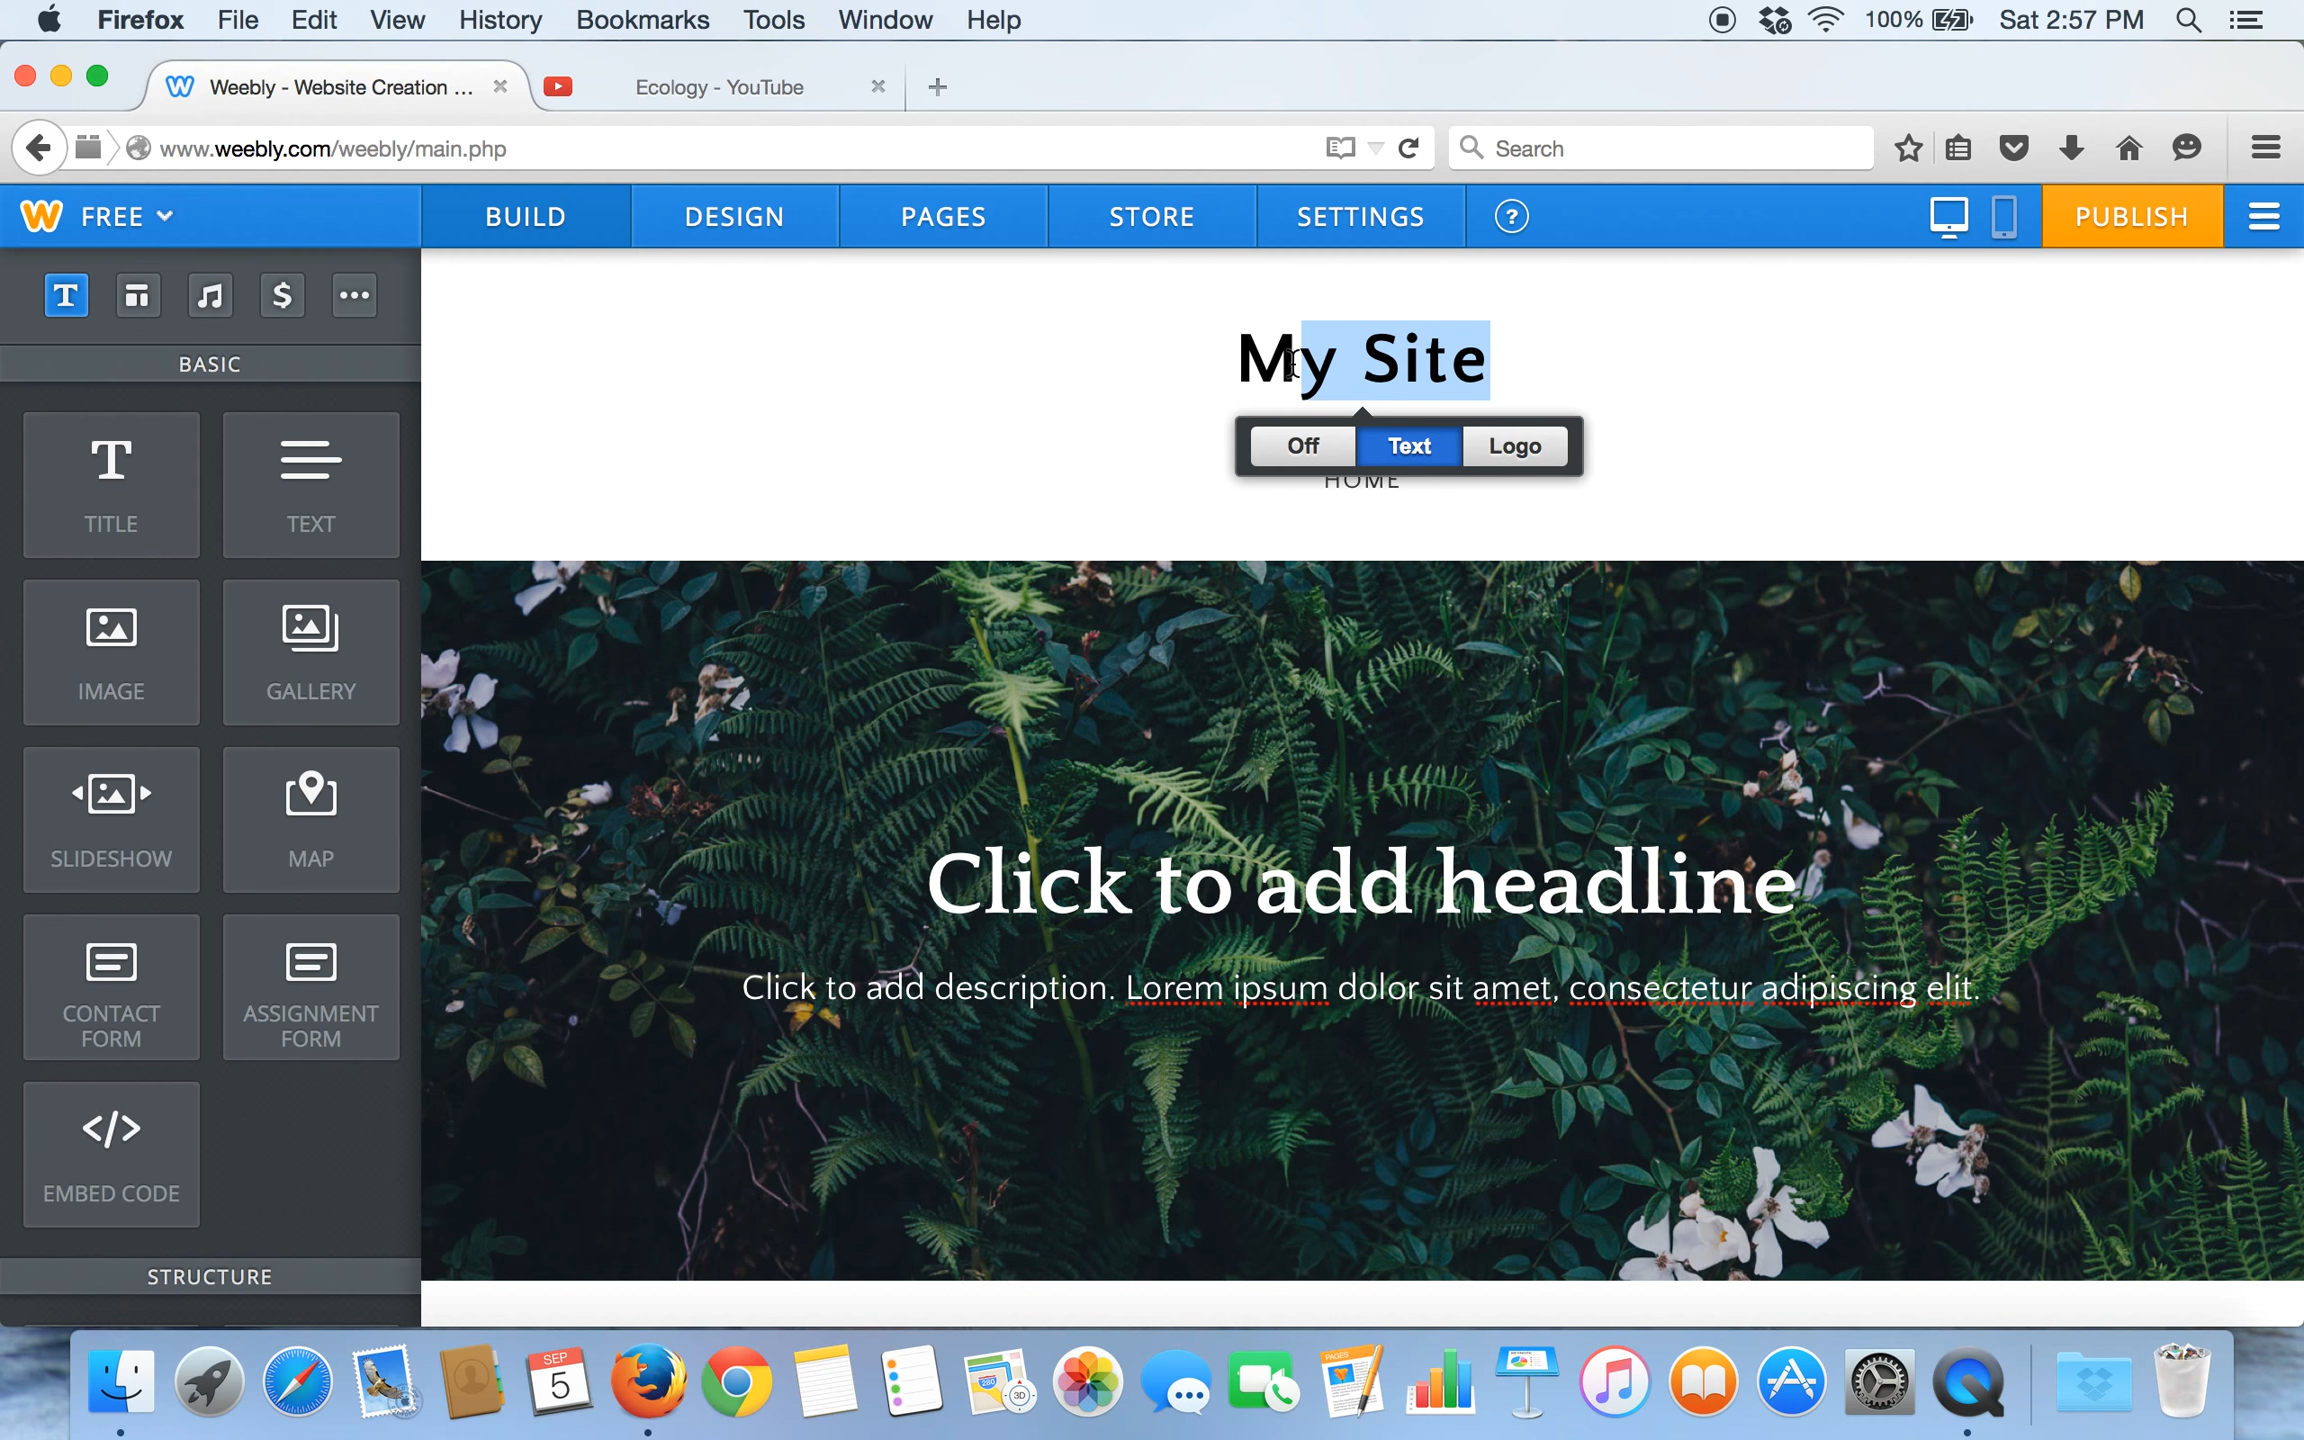 Firefox File Edit View History Bookmarks Tools Window Help 100% Sat 2:57 PM
Weebly - Website Creation ... Ecology - YouTube
www.weebly.com/weebly/main.php Search
W FREE BUILD DESIGN PAGES STORE SETTINGS ? PUBLISH
T $
BASIC
My Site
Off Text Logo
HOME
T
TITLE TEXT
IMAGE GALLERY
SLIDESHOW MAP
CONTACT FORM
ASSIGNMENT FORM
</>
EMBED CODE
STRUCTURE
Click to add headline
Click to add description. Lorem ipsum dolor sit amet, consectetur adipiscing elit.
SEP
5
280
3D
PAGES